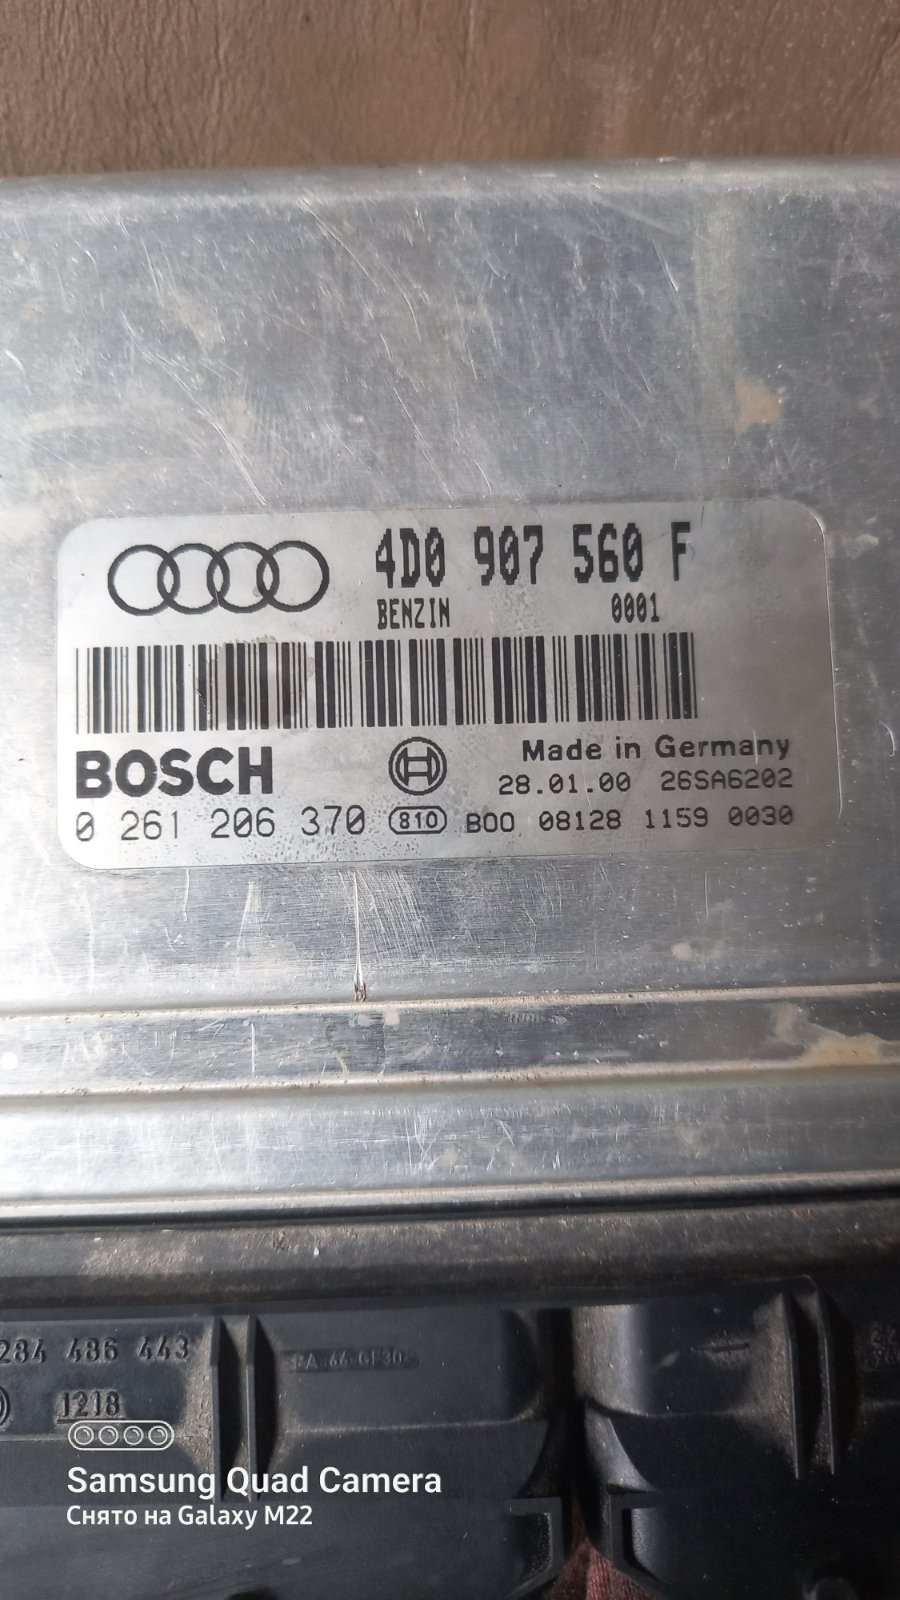 4D0 907 560 F
BENZIN 0001
BOSCH
Made in Germany
28.01.00 26SA6202
0 261 206 370 810 B00 08128 1159 0030
284 486 443
1218
Samsung Quad Camera
Снято на Galaxy M22